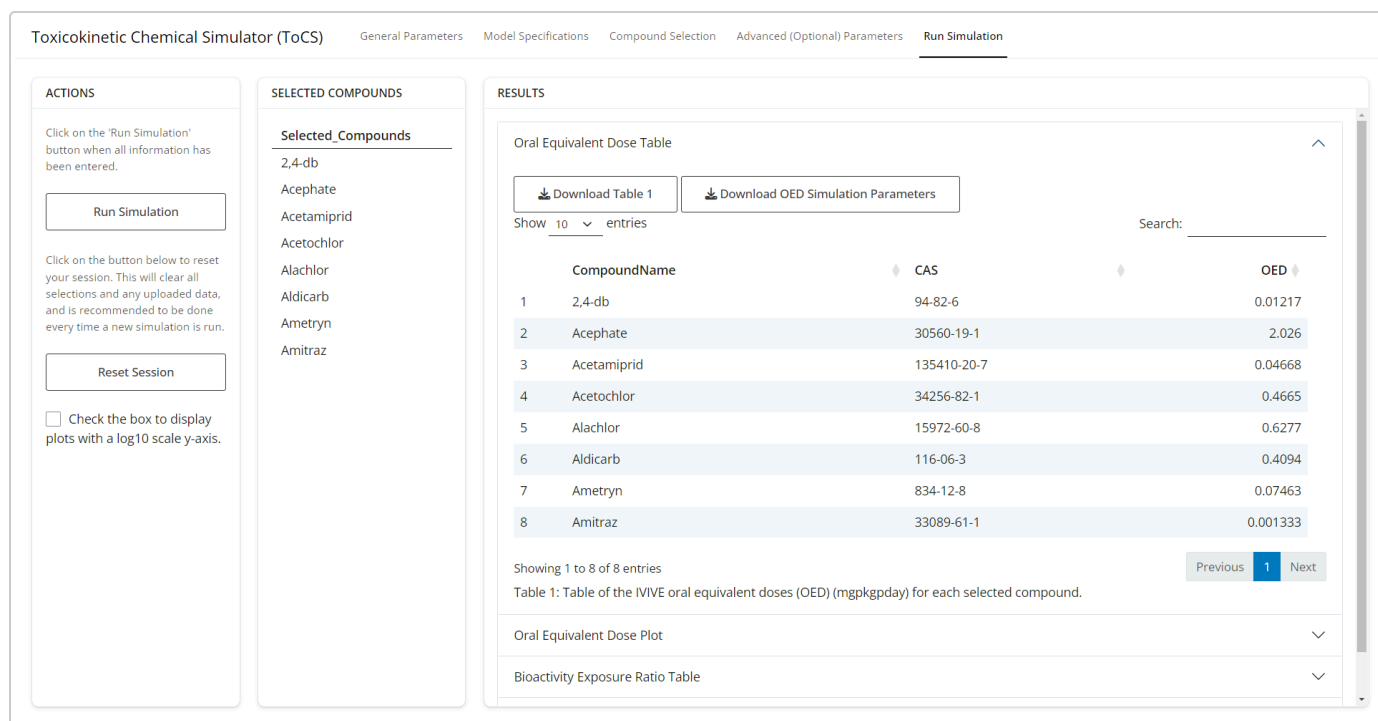 Toxicokinetic Chemical Simulator (ToCS) General Parameters Model Specifications Compound Selection Advanced (Optional) Parameters Run Simulation
ACTIONS
Click on the 'Run Simulation'
button when all information has
been entered.
Run Simulation
Click on the button below to reset
your session. This will clear all
selections and any uploaded data,
and is recommended to be done
every time a new simulation is run.
Reset Session
Check the box to display
plots with a log10 scale y-axis.
SELECTED COMPOUNDS
Selected_Compounds
2,4-db
Acephate
Acetamiprid
Acetochlor
Alachlor
Aldicarb
Ametryn
Amitraz
RESULTS
Oral Equivalent Dose Table
Download Table 1 Download OED Simulation Parameters
Show 10 entries Search:
CompoundName CAS OED
1 2,4-db 94-82-6 0.01217
2 Acephate 30560-19-1 2.026
3 Acetamiprid 135410-20-7 0.04668
4 Acetochlor 34256-82-1 0.4665
5 Alachlor 15972-60-8 0.6277
6 Aldicarb 116-06-3 0.4094
7 Ametryn 834-12-8 0.07463
8 Amitraz 33089-61-1 0.001333
Showing 1 to 8 of 8 entries Previous 1 Next
Table 1: Table of the IVIVE oral equivalent doses (OED) (mgpkgpday) for each selected compound.
Oral Equivalent Dose Plot
Bioactivity Exposure Ratio Table